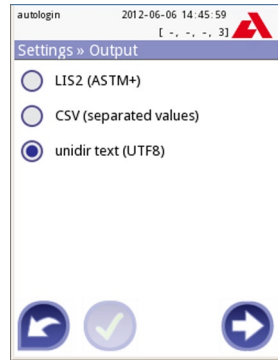 autologin 2012-06-06 14:45:59
[ -, -, -, 3]
Settings » Output
LIS2 (ASTM+)
CSV (separated values)
unidir text (UTF8)